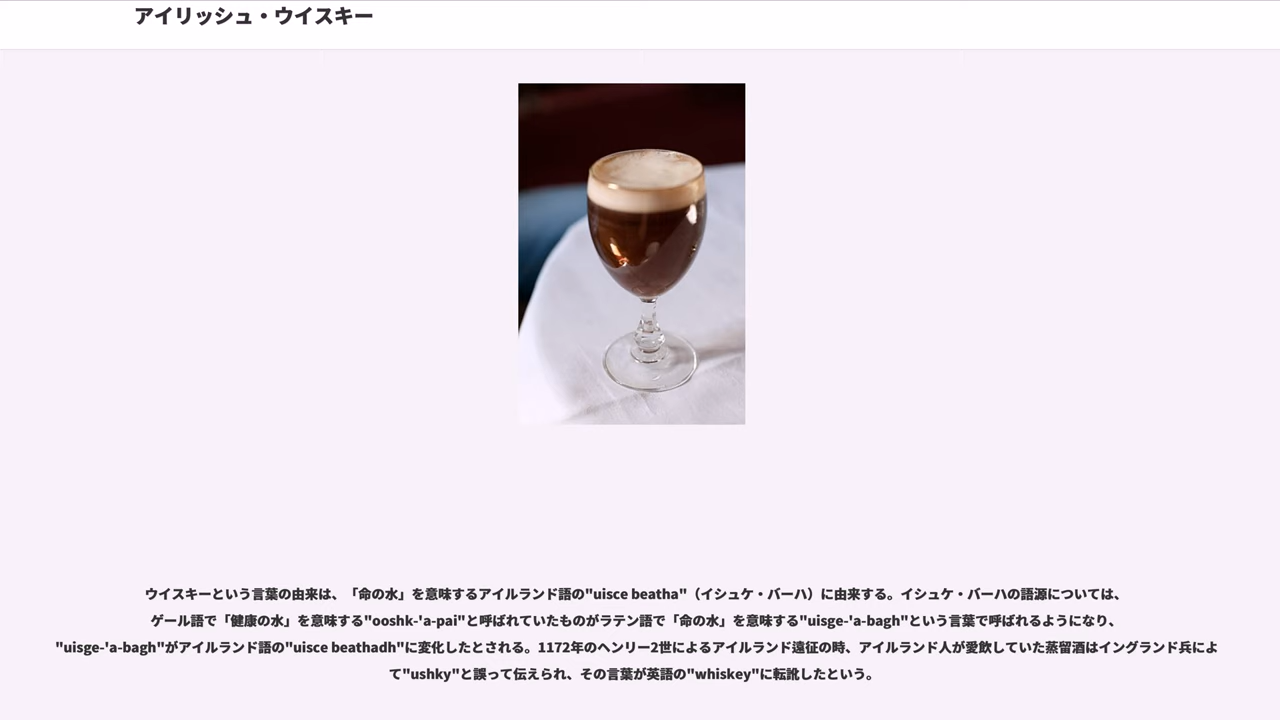 アイリッシュ・ウイスキー
ウイスキーという言葉の由来は、「命の水」を意味するアイルランド語の"uisce beatha"（イシュケ・バーハ）に由来する。イシュケ・バーハの語源については、
ゲール語で「健康の水」を意味する"ooshk-'a-pai"と呼ばれていたものがラテン語で「命の水」を意味する"uisge-'a-bagh"という言葉で呼ばれるようになり、
"uisge-'a-bagh"がアイルランド語の"uisce beathadh"に変化したとされる。1172年のヘンリー2世によるアイルランド遠征の時、アイルランド人が愛飲していた蒸留酒はイングランド兵によ
て"ushky"と誤って伝えられ、その言葉が英語の"whiskey"に転訛したという。